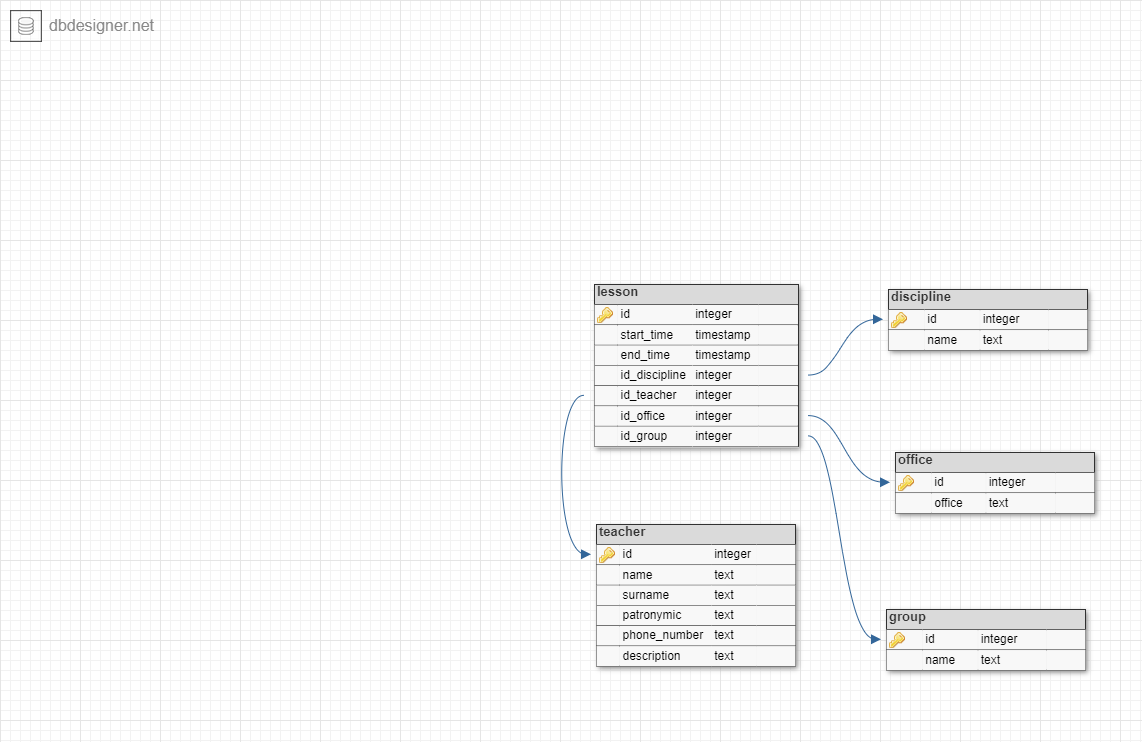 dbdesigner.net
lesson
id integer
start_time timestamp
end_time timestamp
id_discipline integer
id_teacher integer
id_office integer
id_group integer
discipline
id integer
name text
office
id integer
office text
teacher
id integer
name text
surname text
patronymic text
phone_number text
description text
group
id integer
name text